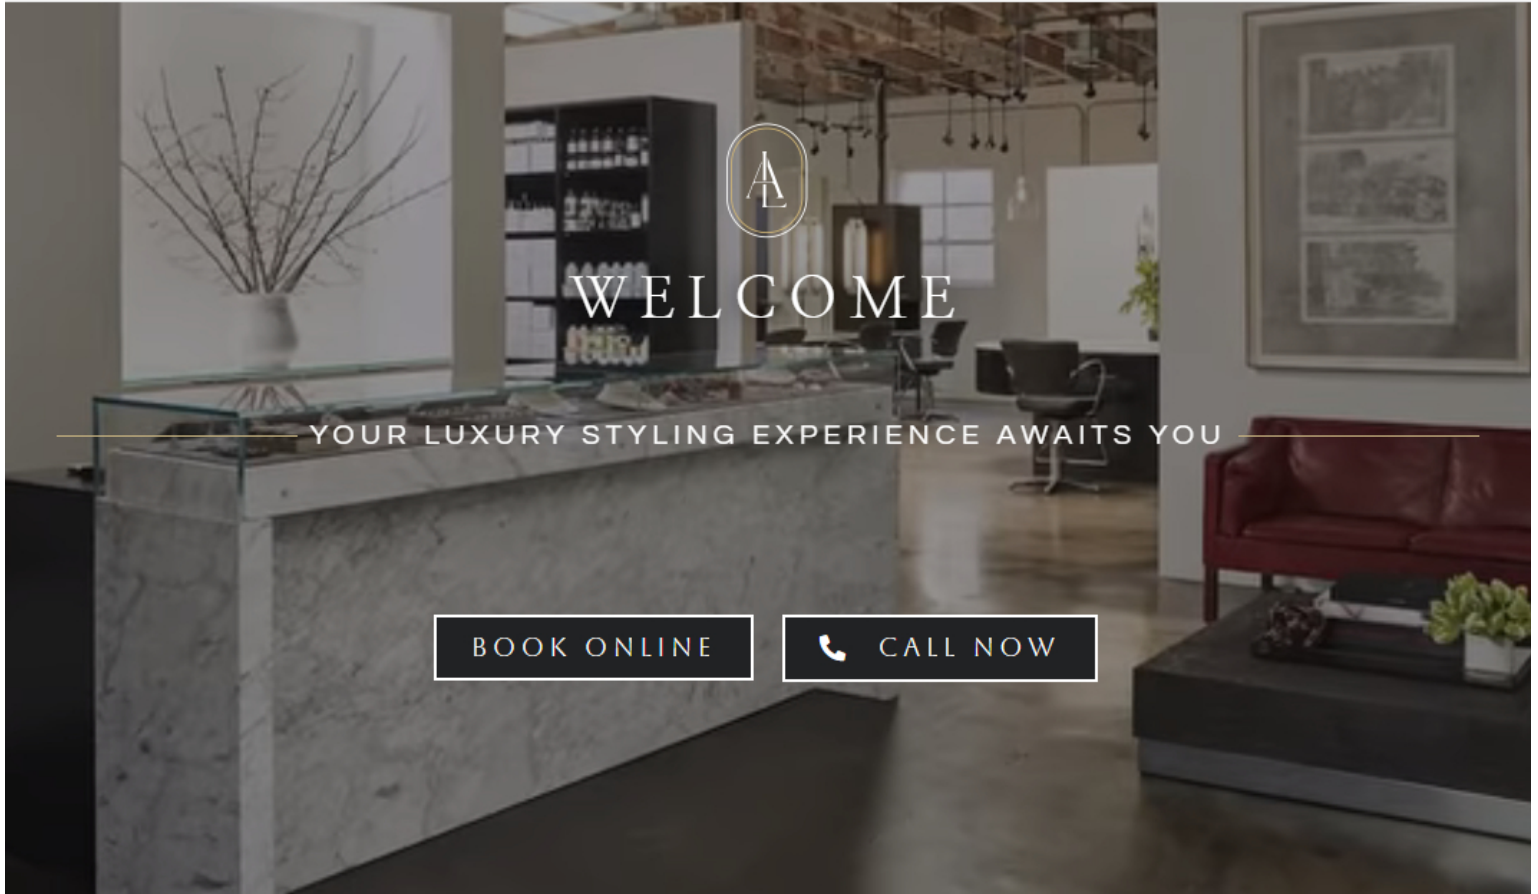 AL
WELCOME
YOUR LUXURY STYLING EXPERIENCE AWAITS YOU
BOOK ONLINE
CALL NOW